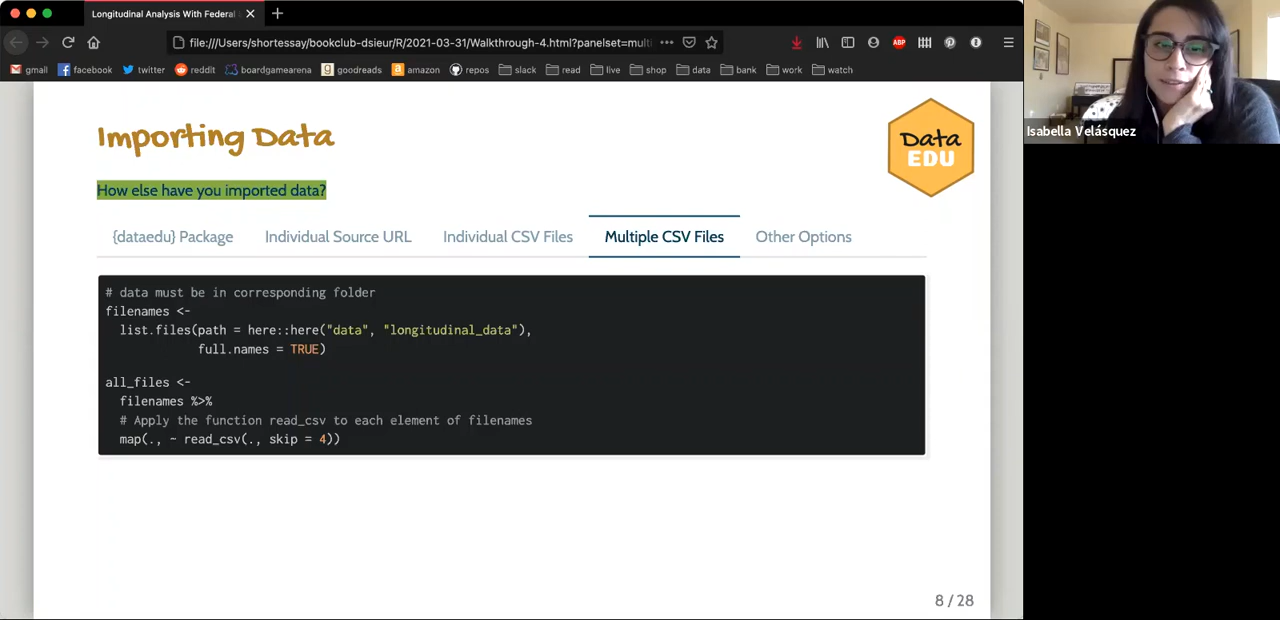 Longitudinal Analysis With Federal
file:///Users/shortessay/bookclub-dsieur/R/2021-03-31/Walkthrough-4.html?panelset=mult
ABP
gmail facebook twitter reddit boardgamearena goodreads amazon repos slack read live shop data bank work watch
Isabella Velásquez
Importing Data
Data
EDU
How else have you imported data?
{dataedu} Package Individual Source URL Individual CSV Files Multiple CSV Files Other Options
# data must be in corresponding folder
filenames <-
list.files(path = here::here("data", "longitudinal_data"),
full.names = TRUE)
all_files <-
filenames %>%
# Apply the function read_csv to each element of filenames
map(., ~ read_csv(., skip = 4))
8 / 28